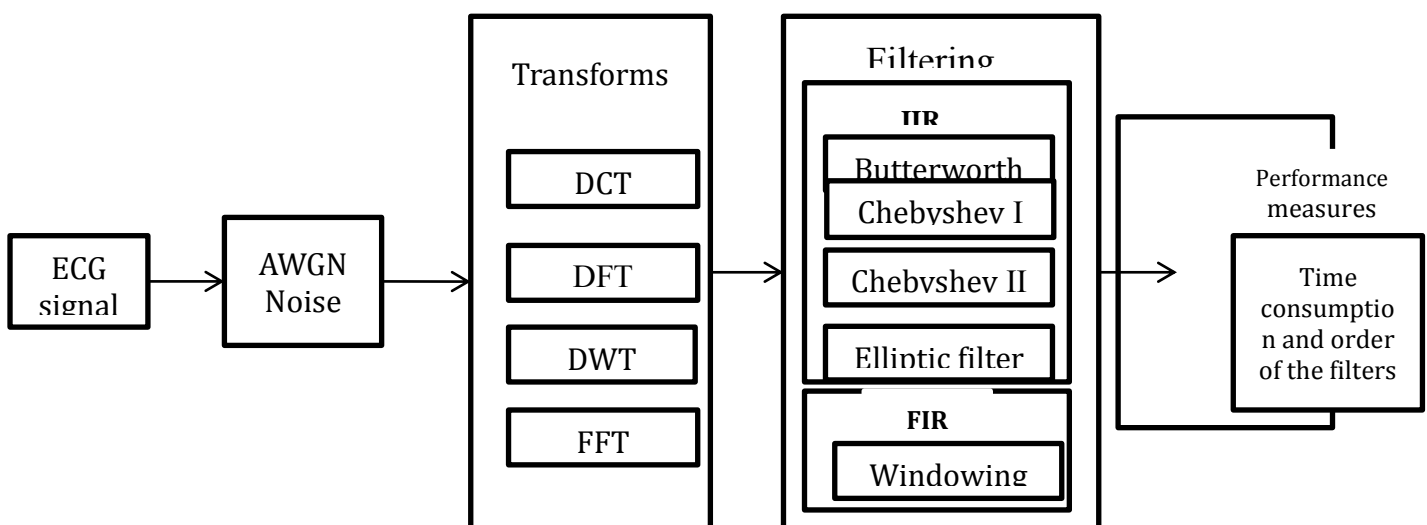 ECG
signal
AWGN
Noise
Transforms
DCT
DFT
DWT
FFT
Filtering
IIR
Butterworth
Chebyshev I
Chebyshev II
Elliptic filter
FIR
Windowing
Performance
measures
Time
consumptio
n and order
of the filters